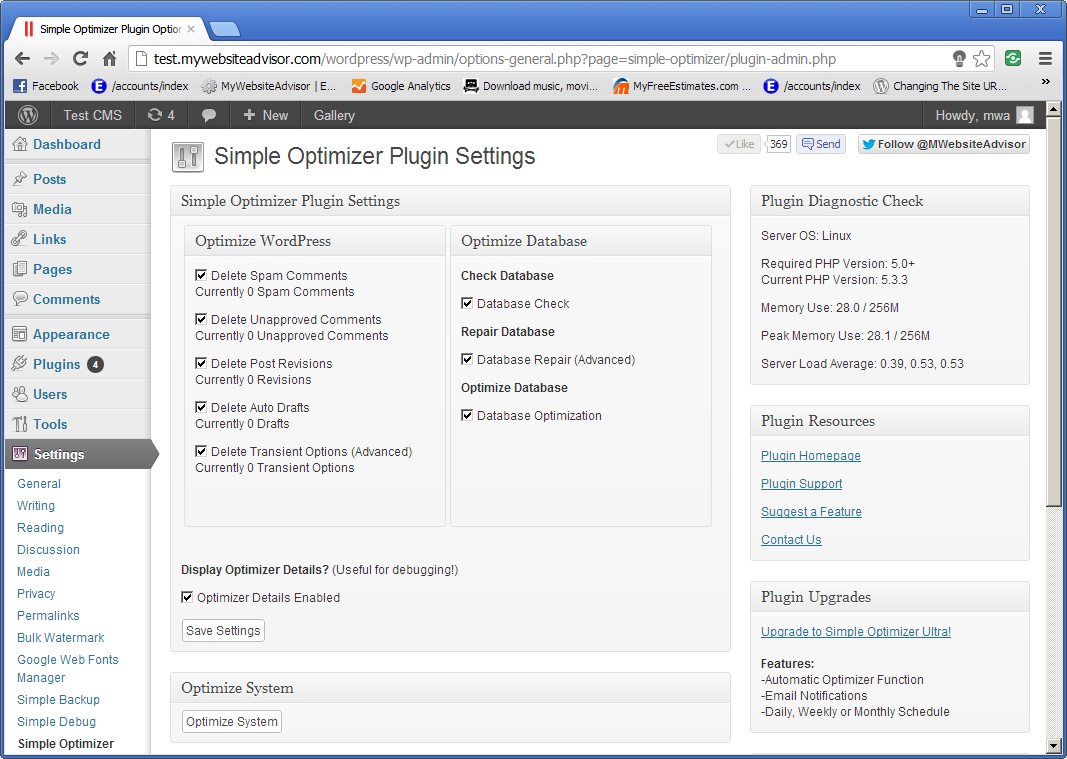 Simple Optimizer Plugin Option
test.mywebsiteadvisor.com/wordpress/wp-admin/options-general.php?page=simple-optimizer/plugin-admin.php
Facebook /accounts/index MyWebsiteAdvisor | E... Google Analytics Download music, movi... MyFreeEstimates.com ... /accounts/index Changing The Site UR... »
Test CMS 4 + New Gallery Howdy, mwa
Dashboard
Posts
Media
Links
Pages
Comments
Appearance
Plugins 4
Users
Tools
Settings
General
Writing
Reading
Discussion
Media
Privacy
Permalinks
Bulk Watermark
Google Web Fonts
Manager
Simple Backup
Simple Debug
Simple Optimizer
Simple Optimizer Plugin Settings
Like 369 Send Follow @MWebsiteAdvisor
Simple Optimizer Plugin Settings
Optimize WordPress
Delete Spam Comments
Currently 0 Spam Comments
Delete Unapproved Comments
Currently 0 Unapproved Comments
Delete Post Revisions
Currently 0 Revisions
Delete Auto Drafts
Currently 0 Drafts
Delete Transient Options (Advanced)
Currently 0 Transient Options
Optimize Database
Check Database
Database Check
Repair Database
Database Repair (Advanced)
Optimize Database
Database Optimization
Display Optimizer Details? (Useful for debugging!)
Optimizer Details Enabled
Save Settings
Optimize System
Optimize System
Plugin Diagnostic Check
Server OS: Linux
Required PHP Version: 5.0+
Current PHP Version: 5.3.3
Memory Use: 28.0 / 256M
Peak Memory Use: 28.1 / 256M
Server Load Average: 0.39, 0.53, 0.53
Plugin Resources
Plugin Homepage
Plugin Support
Suggest a Feature
Contact Us
Plugin Upgrades
Upgrade to Simple Optimizer Ultra!
Features:
-Automatic Optimizer Function
-Email Notifications
-Daily, Weekly or Monthly Schedule